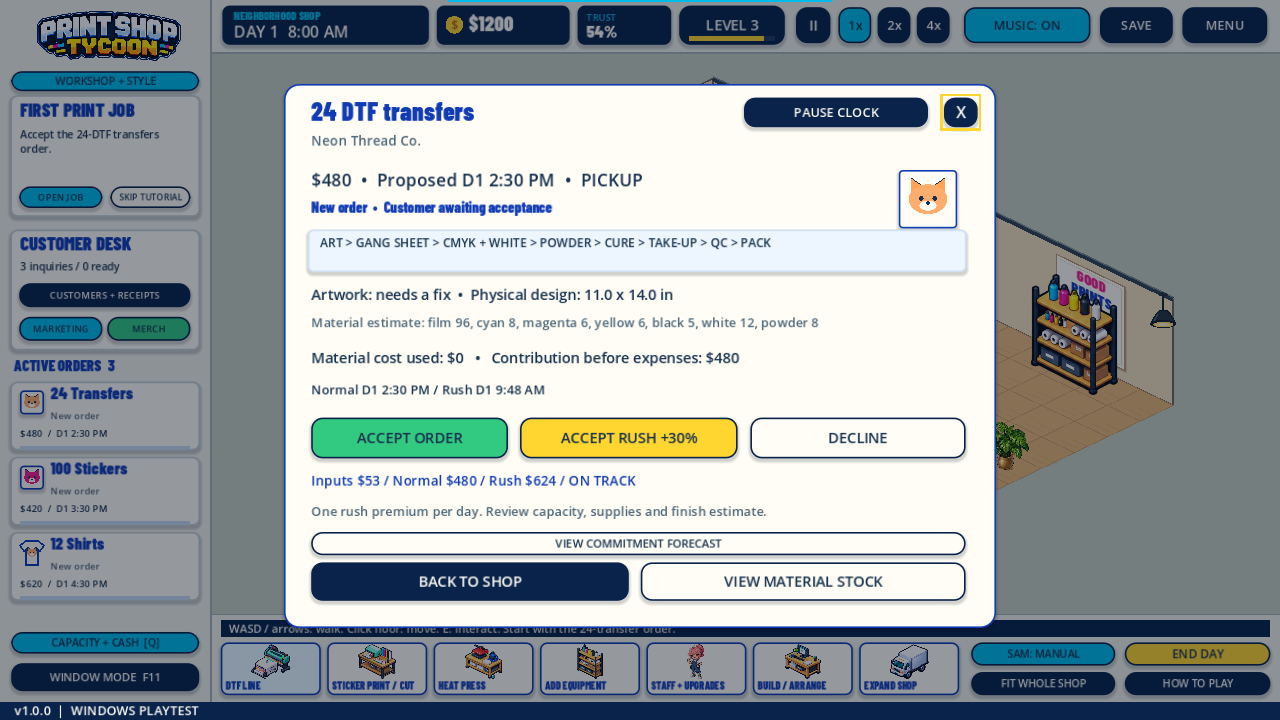 PRINT SHOP
TYCOON
WORKSHOP + STYLE
FIRST PRINT JOB
Accept the 24-DTF transfers
order.
OPEN JOB
SKIP TUTORIAL
CUSTOMER DESK
3 inquiries / 0 ready
CUSTOMERS + RECEIPTS
MARKETING
MERCH
ACTIVE ORDERS 3
24 Transfers
New order
$480 / D1 2:30 PM
100 Stickers
New order
$420 / D1 3:30 PM
12 Shirts
New order
$620 / D1 4:30 PM
CAPACITY + CASH [Q]
WINDOW MODE F11
v1.0.0 | WINDOWS PLAYTEST
NEIGHBORHOOD SHOP
DAY 1 8:00 AM
$
$1200
TRUST
54%
LEVEL 3
II
1x
2x
4x
MUSIC: ON
SAVE
MENU
24 DTF transfers
PAUSE CLOCK
X
Neon Thread Co.
$480 • Proposed D1 2:30 PM • PICKUP
New order • Customer awaiting acceptance
ART > GANG SHEET > CMYK + WHITE > POWDER > CURE > TAKE-UP > QC > PACK
Artwork: needs a fix • Physical design: 11.0 x 14.0 in
Material estimate: film 96, cyan 8, magenta 6, yellow 6, black 5, white 12, powder 8
Material cost used: $0 • Contribution before expenses: $480
Normal D1 2:30 PM / Rush D1 9:48 AM
ACCEPT ORDER
ACCEPT RUSH +30%
DECLINE
Inputs $53 / Normal $480 / Rush $624 / ON TRACK
One rush premium per day. Review capacity, supplies and finish estimate.
VIEW COMMITMENT FORECAST
BACK TO SHOP
VIEW MATERIAL STOCK
GOOD
PRINTS
WASD / arrows: walk. Click floor: move. E: interact. Start with the 24-transfer order.
DTF LINE
STICKER PRINT / CUT
HEAT PRESS
ADD EQUIPMENT
STAFF + UPGRADES
BUILD / ARRANGE
EXPAND SHOP
SAM: MANUAL
END DAY
FIT WHOLE SHOP
HOW TO PLAY